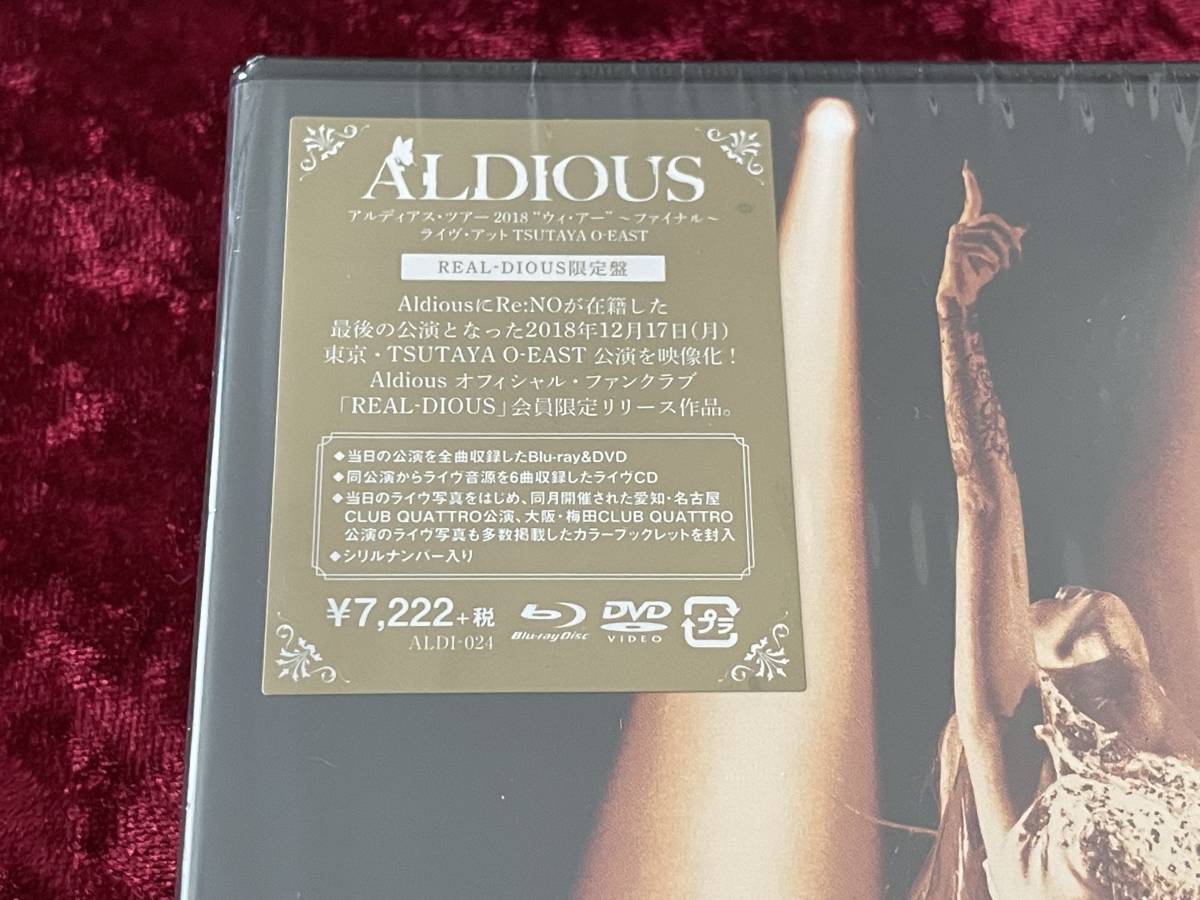 ALDIOUS
アルディアス・ツアー 2018 “ウィ・アー” ～ファイナル～
ライヴ・アット TSUTAYA O-EAST
REAL-DIOUS限定盤
AldiousにRe:NOが在籍した
最後の公演となった2018年12月17日(月)
東京・TSUTAYA O-EAST 公演を映像化！
Aldious オフィシャル・ファンクラブ
「REAL-DIOUS」会員限定リリース作品。
◆当日の公演を全曲収録したBlu-ray&DVD
◆同公演からライヴ音源を6曲収録したライヴCD
◆当日のライヴ写真をはじめ、同月開催された愛知・名古屋
CLUB QUATTRO公演、大阪・梅田CLUB QUATTRO
公演のライヴ写真も多数掲載したカラーブックレットを封入
◆シリルナンバー入り
¥7,222+税
ALDI-024
Blu-ray Disc
DVD
VIDEO
プラ